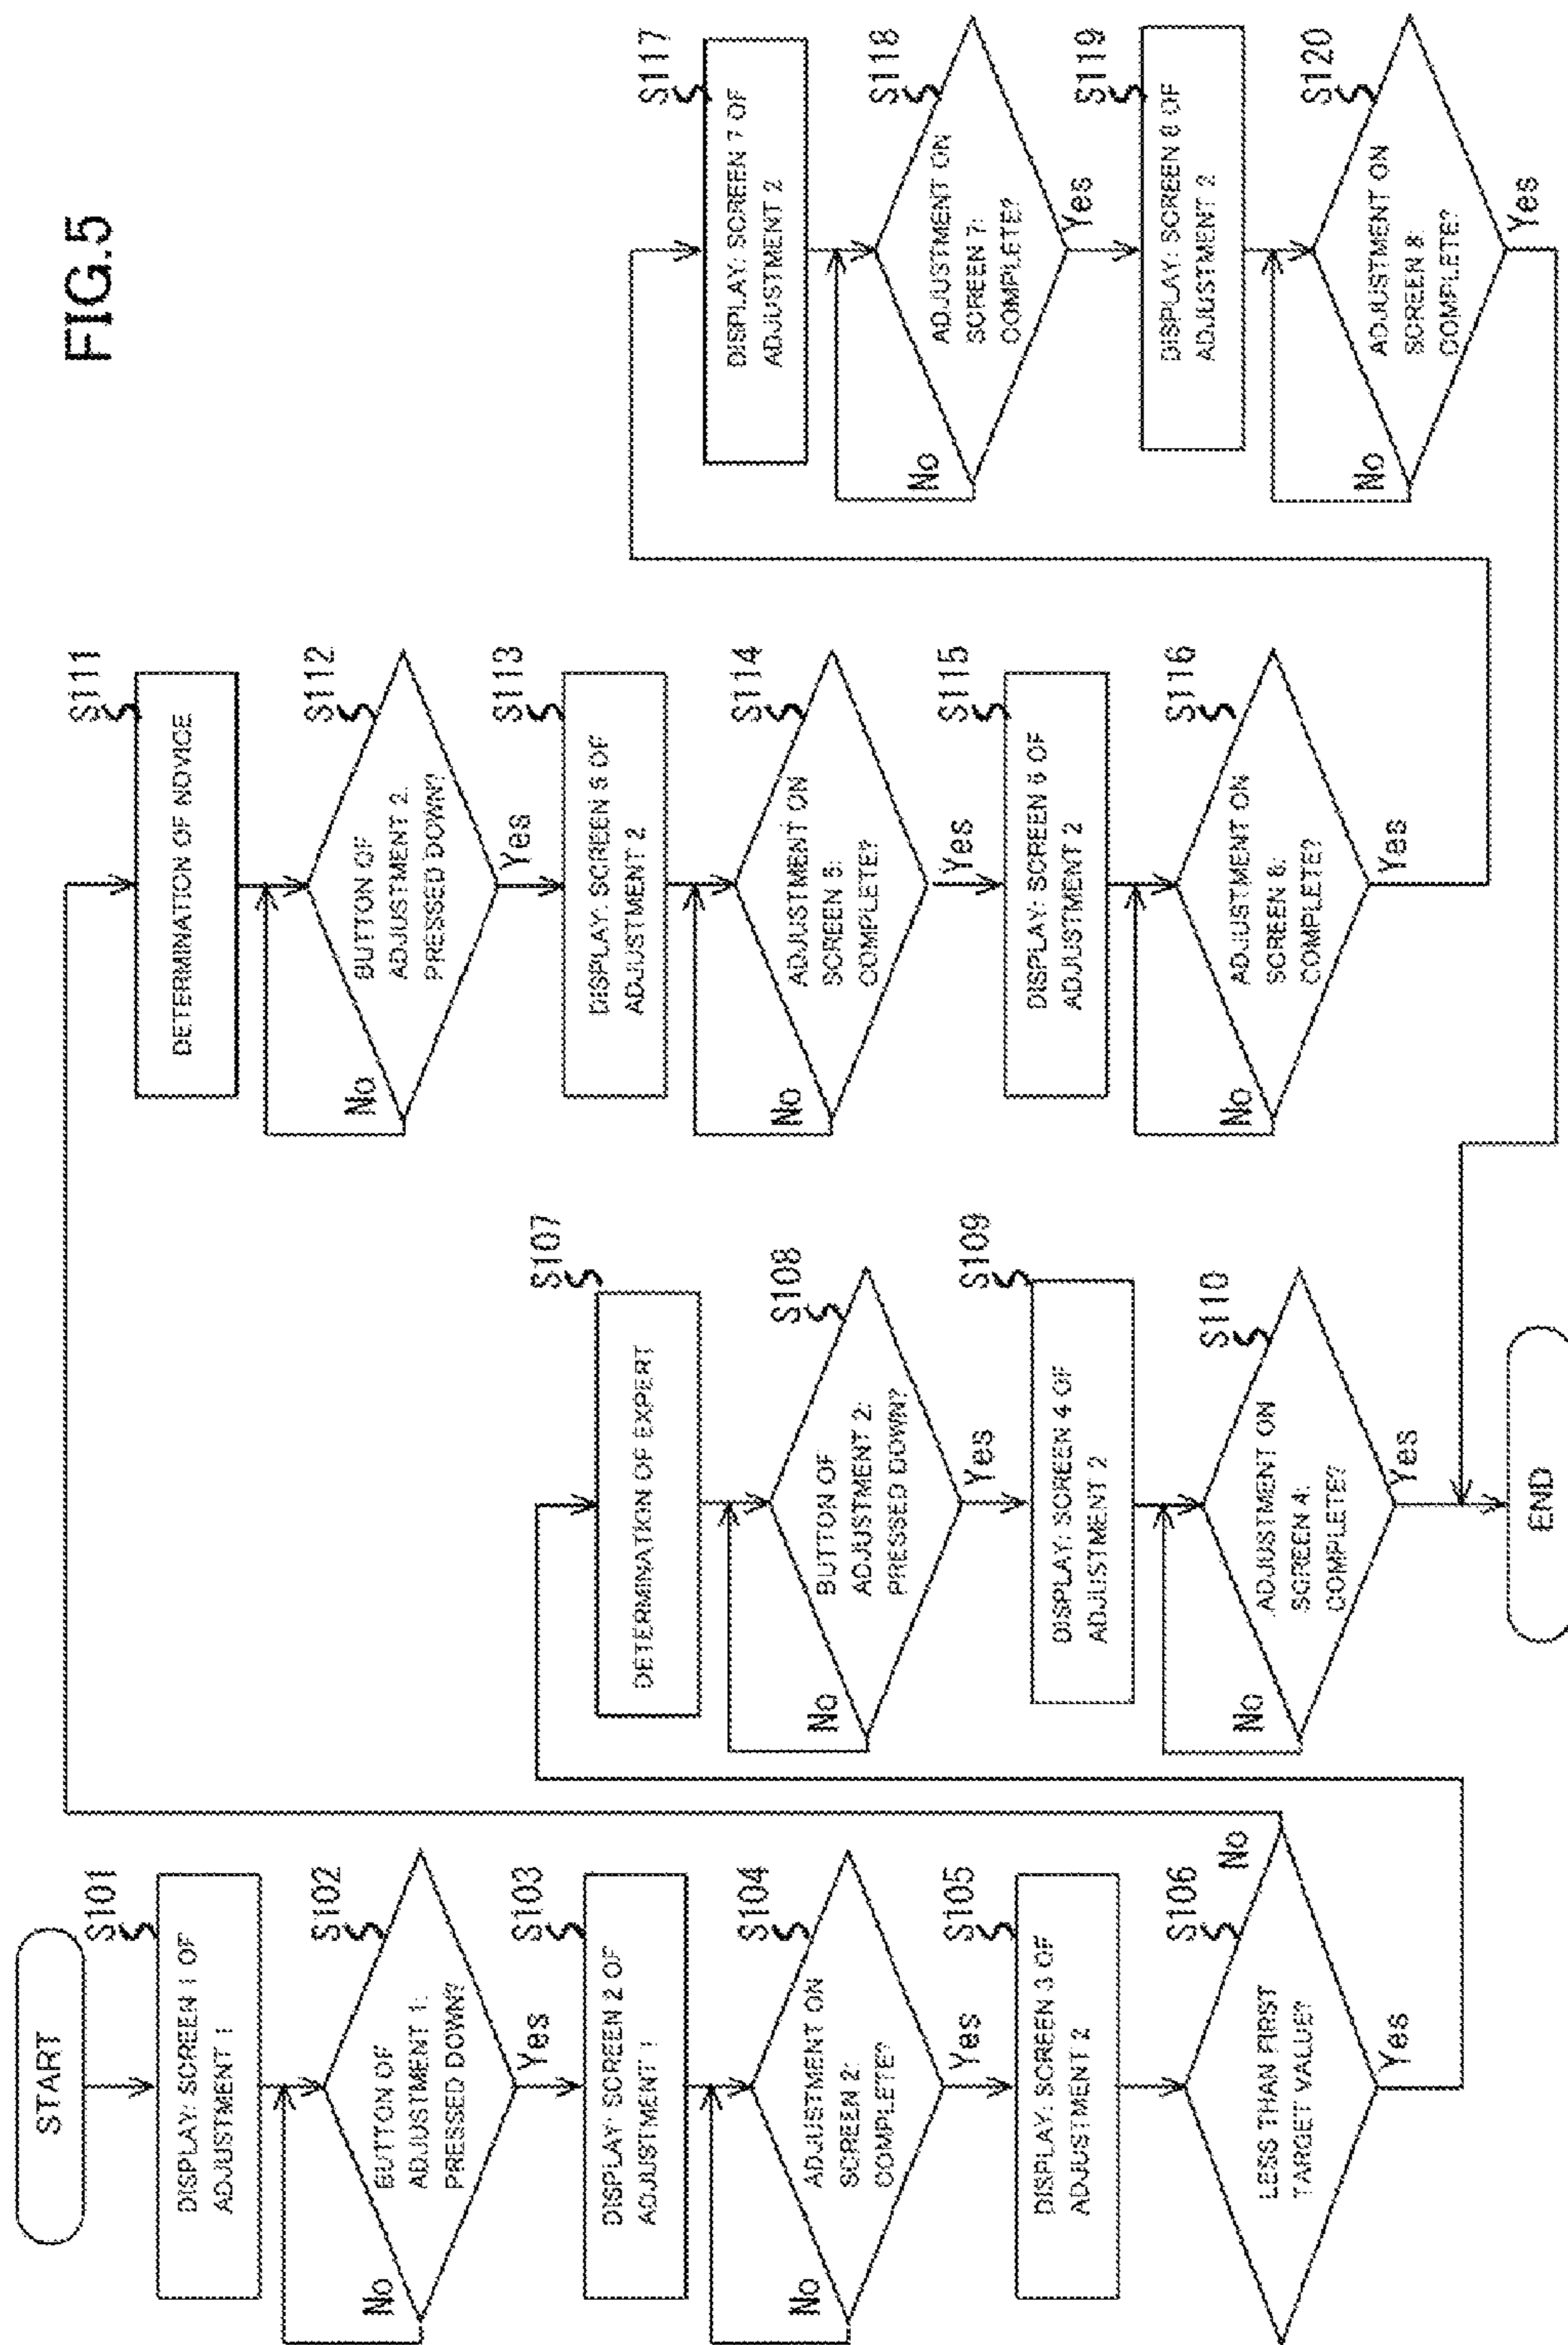 FIG.5
START
S101
DISPLAY: SCREEN 1 OF
ADJUSTMENT 1
S102
BUTTON OF
ADJUSTMENT 1:
PRESSED DOWN?
No
Yes
S103
DISPLAY: SCREEN 2 OF
ADJUSTMENT 1
S104
ADJUSTMENT ON
SCREEN 2:
COMPLETE?
No
Yes
S105
DISPLAY: SCREEN 3 OF
ADJUSTMENT 2
S106
LESS THAN FIRST
TARGET VALUE?
No
Yes
S107
DETERMINATION OF EXPERT
S108
BUTTON OF
ADJUSTMENT 2:
PRESSED DOWN?
No
Yes
S109
DISPLAY: SCREEN 4 OF
ADJUSTMENT 2
S110
ADJUSTMENT ON
SCREEN 4:
COMPLETE?
No
Yes
END
S111
DETERMINATION OF NOVICE
S112
BUTTON OF
ADJUSTMENT 2:
PRESSED DOWN?
No
Yes
S113
DISPLAY: SCREEN 5 OF
ADJUSTMENT 2
S114
ADJUSTMENT ON
SCREEN 5:
COMPLETE?
No
Yes
S115
DISPLAY: SCREEN 6 OF
ADJUSTMENT 2
S116
ADJUSTMENT ON
SCREEN 6:
COMPLETE?
No
Yes
S117
DISPLAY: SCREEN 7 OF
ADJUSTMENT 2
S118
ADJUSTMENT ON
SCREEN 7:
COMPLETE?
No
Yes
S119
DISPLAY: SCREEN 8 OF
ADJUSTMENT 2
S120
ADJUSTMENT ON
SCREEN 8:
COMPLETE?
No
Yes